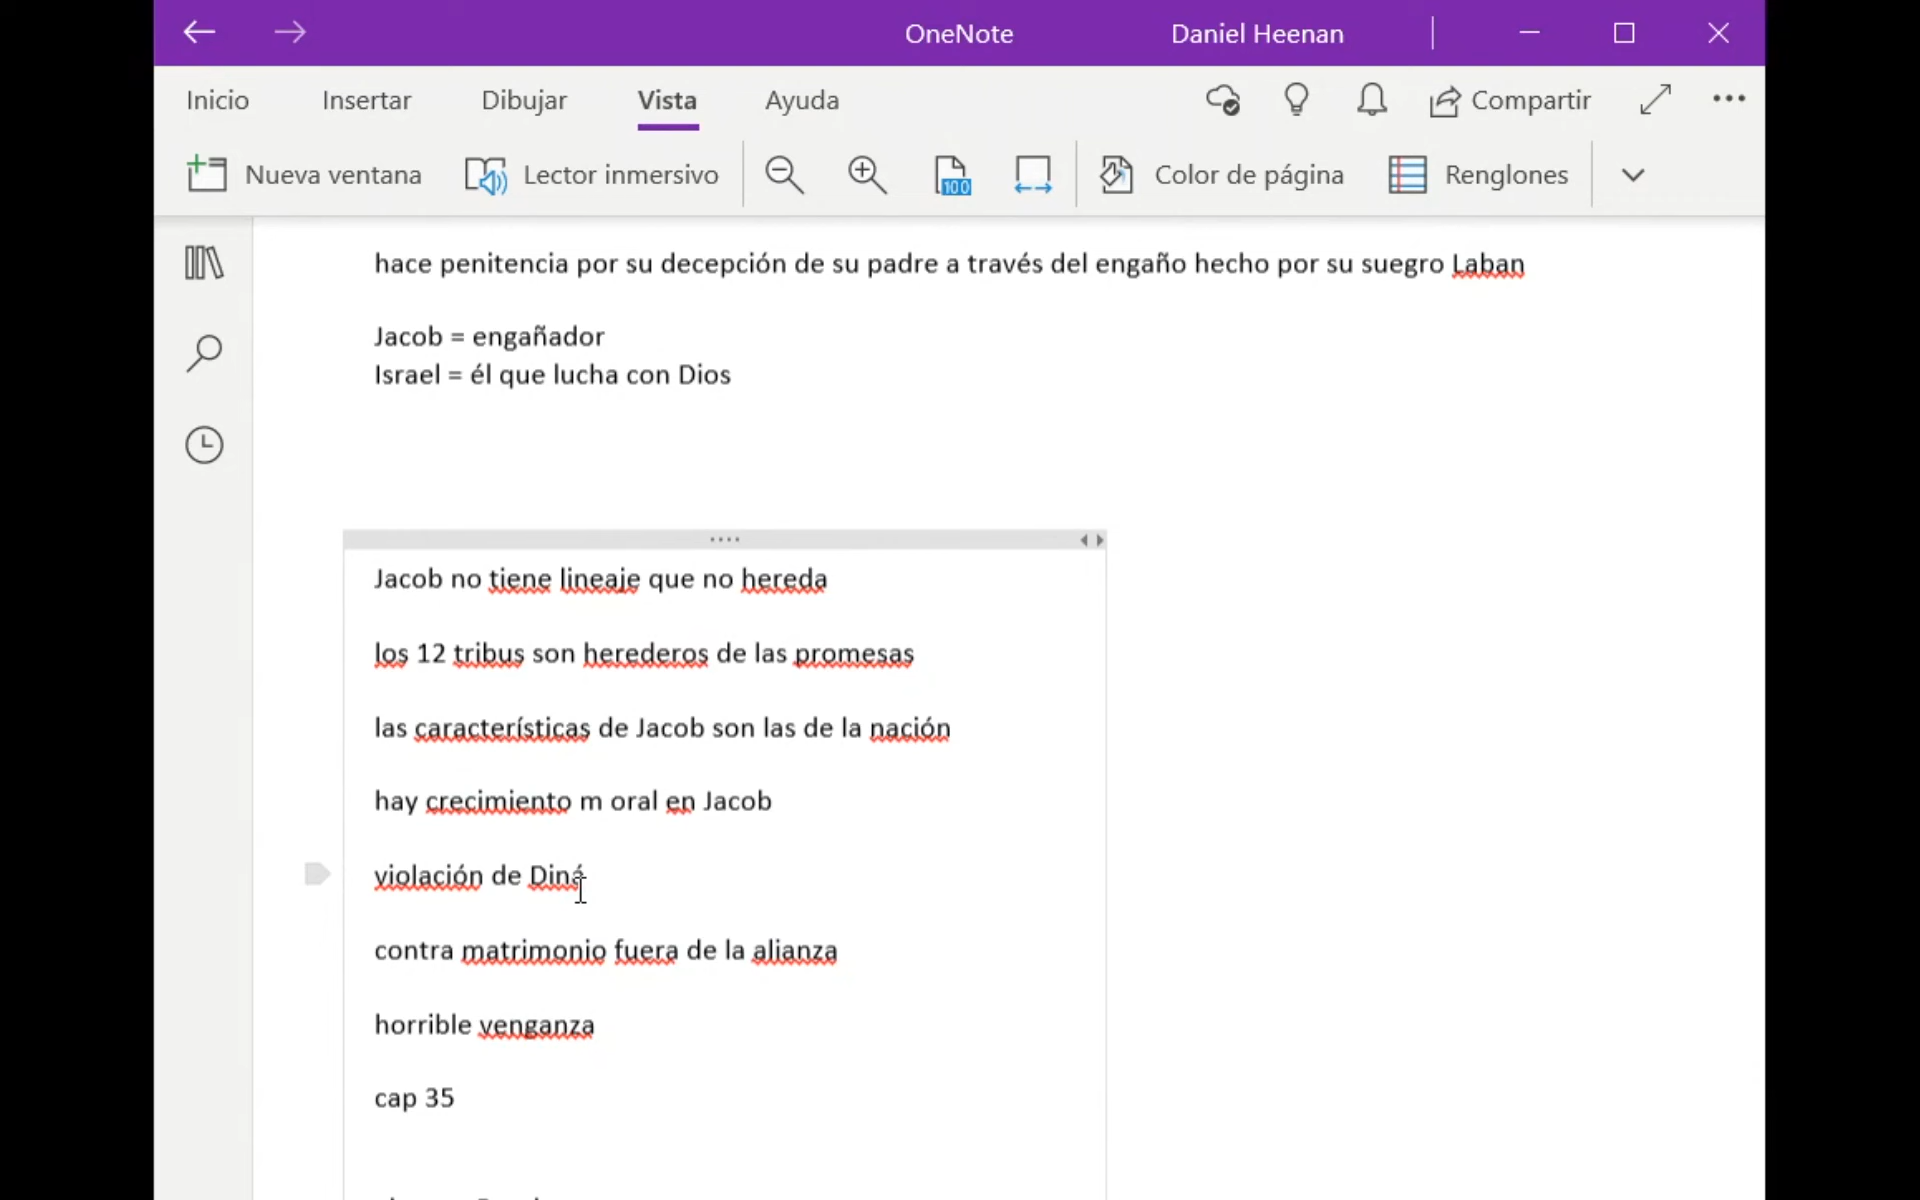 OneNote
Daniel Heenan
Inicio
Insertar
Dibujar
Vista
Ayuda
Compartir
Nueva ventana
Lector inmersivo
100
Color de página
Renglones
hace penitencia por su decepción de su padre a través del engaño hecho por su suegro Laban
Jacob = engañador
Israel = él que lucha con Dios
Jacob no tiene lineaje que no hereda
los 12 tribus son herederos de las promesas
las características de Jacob son las de la nación
hay crecimiento m oral en Jacob
violación de Diná
contra matrimonio fuera de la alianza
horrible venganza
cap 35